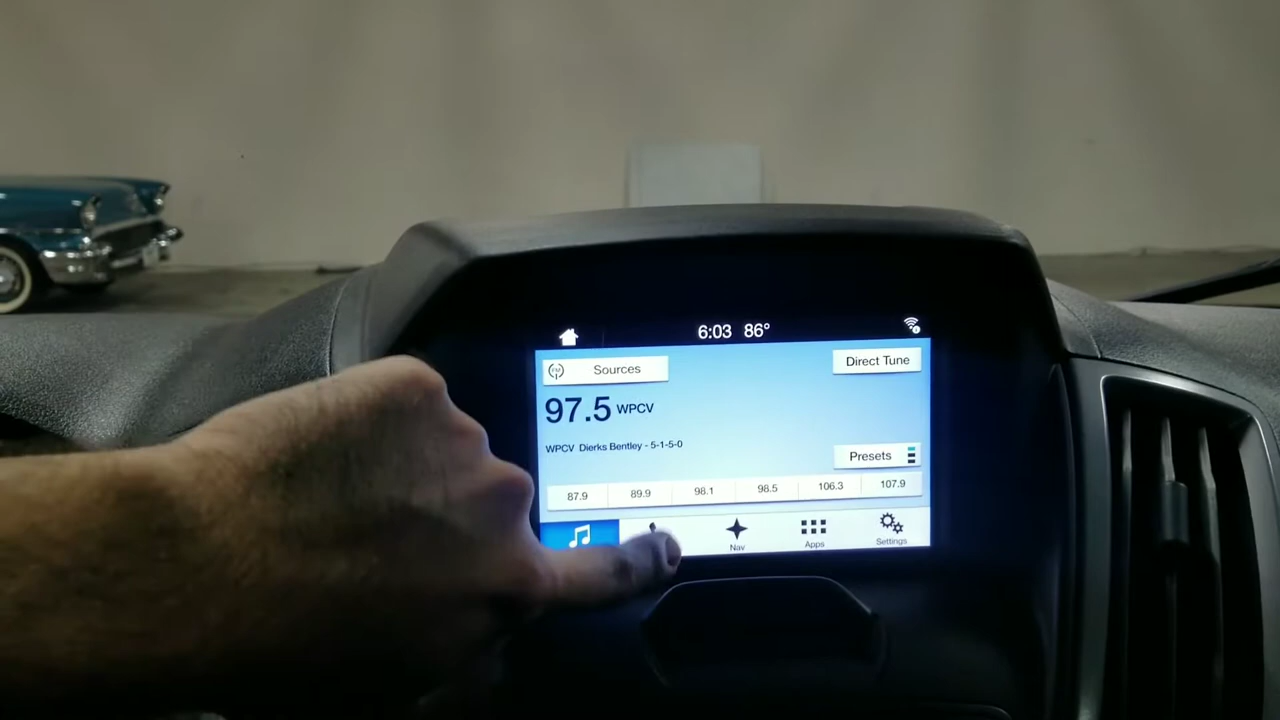 6:03 86°
Sources
Direct Tune
97.5 WPCV
WPCV Dierks Bentley - 5-1-5-0
Presets
87.9 89.9 98.1 98.5 106.3 107.9
Nav Apps Settings